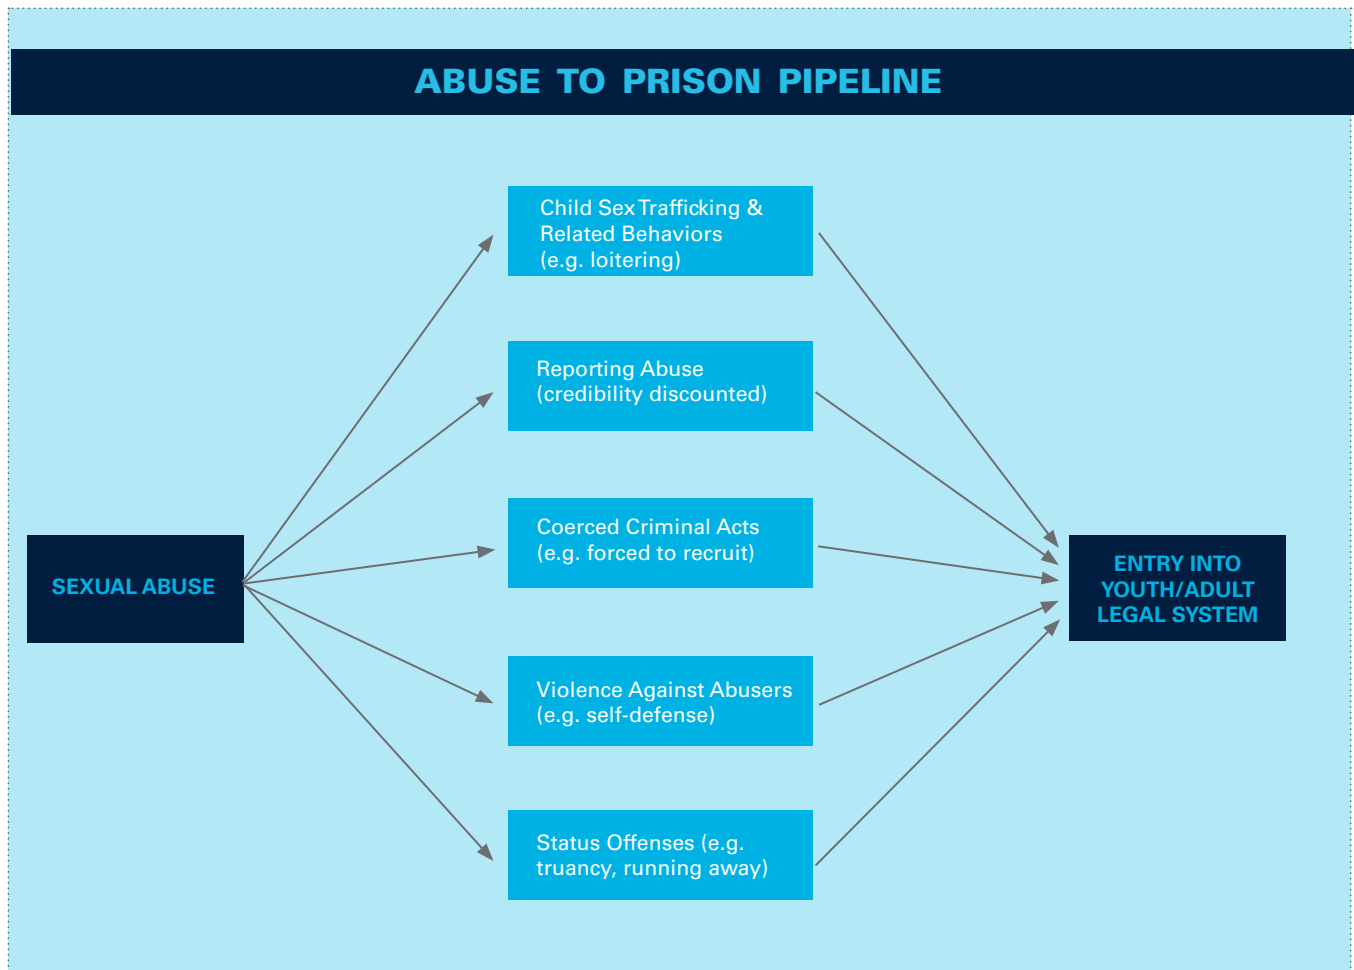 ABUSE TO PRISON PIPELINE
Child Sex Trafficking &
Related Behaviors
(e.g. loitering)
Reporting Abuse
(credibility discounted)
Coerced Criminal Acts
(e.g. forced to recruit)
SEXUAL ABUSE
ENTRY INTO
YOUTH/ADULT
LEGAL SYSTEM
Violence Against Abusers
(e.g. self-defense)
Status Offenses (e.g.
truancy, running away)